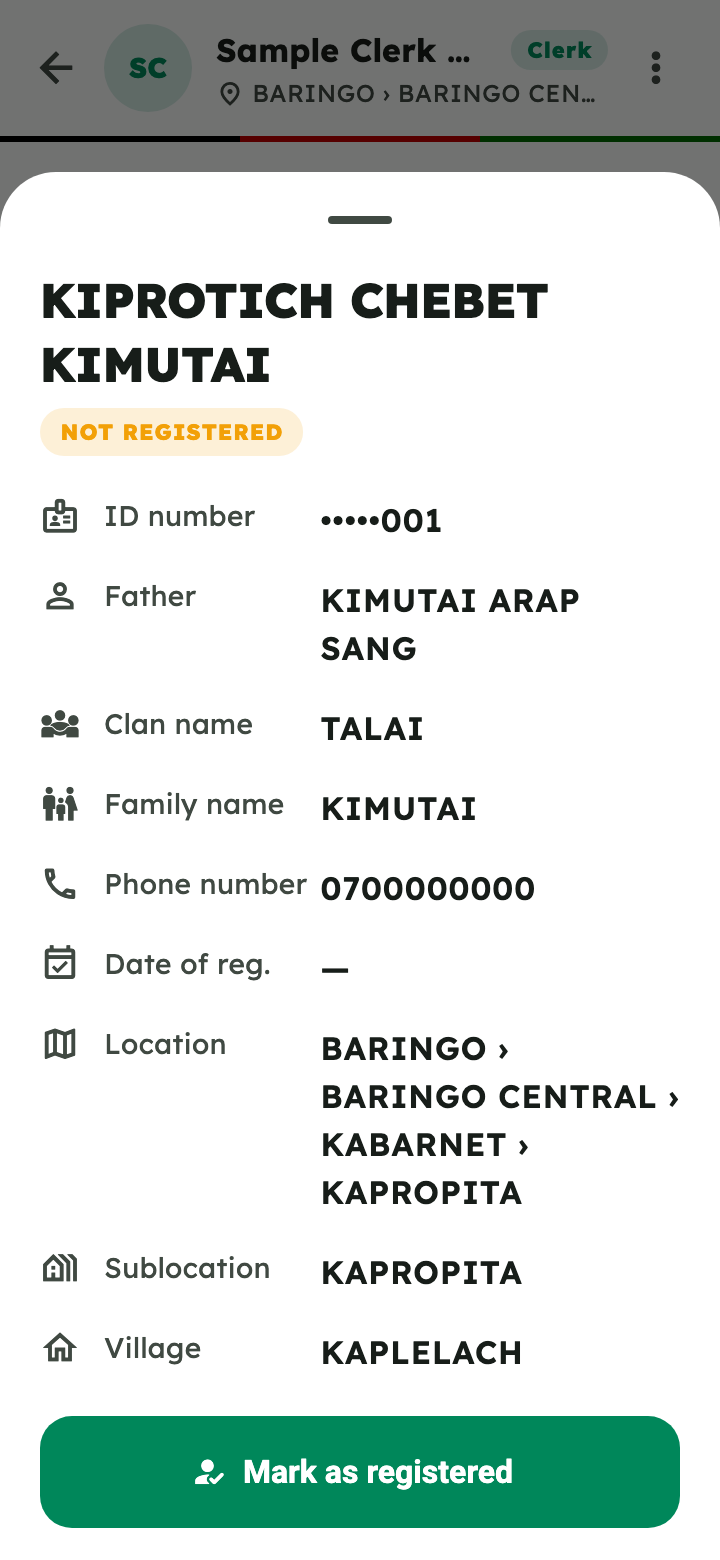 SC
Sample Clerk ...
Clerk
BARINGO › BARINGO CEN...
KIPROTICH CHEBET
KIMUTAI
NOT REGISTERED
ID number
•••••001
Father
KIMUTAI ARAP
SANG
Clan name
TALAI
Family name
KIMUTAI
Phone number
0700000000
Date of reg.
—
Location
BARINGO ›
BARINGO CENTRAL ›
KABARNET ›
KAPROPITA
Sublocation
KAPROPITA
Village
KAPLELACH
Mark as registered